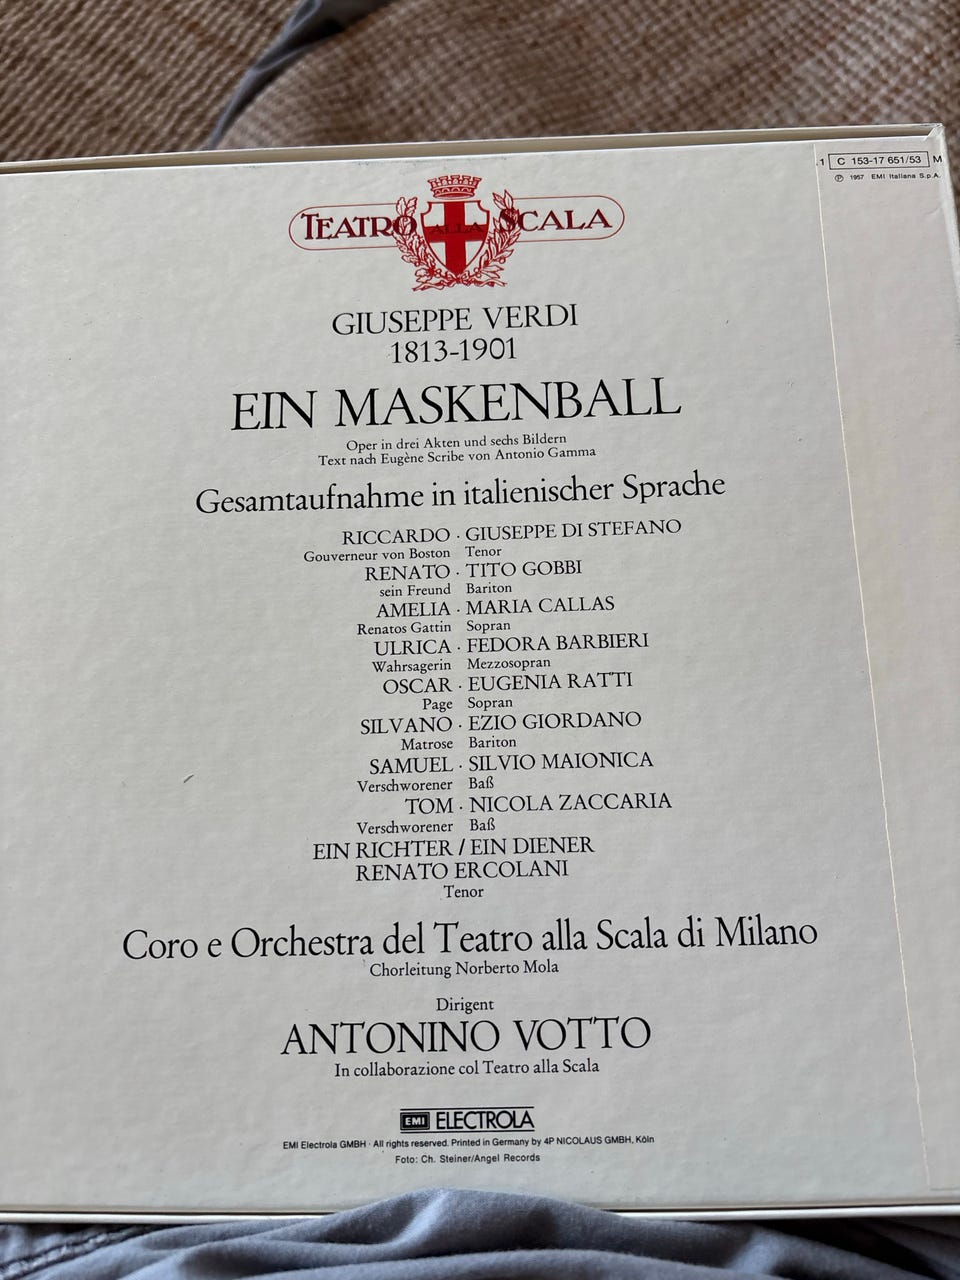 1 C 153-17 651/53 M
℗ 1957 EMI Italiana S.p.A.
TEATRO ALLA SCALA
GIUSEPPE VERDI
1813-1901
EIN MASKENBALL
Oper in drei Akten und sechs Bildern
Text nach Eugène Scribe von Antonio Gamma
Gesamtaufnahme in italienischer Sprache
RICCARDO · GIUSEPPE DI STEFANO
Gouverneur von Boston Tenor
RENATO · TITO GOBBI
sein Freund Bariton
AMELIA · MARIA CALLAS
Renatos Gattin Sopran
ULRICA · FEDORA BARBIERI
Wahrsagerin Mezzosopran
OSCAR · EUGENIA RATTI
Page Sopran
SILVANO · EZIO GIORDANO
Matrose Bariton
SAMUEL · SILVIO MAIONICA
Verschworener Baß
TOM · NICOLA ZACCARIA
Verschworener Baß
EIN RICHTER / EIN DIENER
RENATO ERCOLANI
Tenor
Coro e Orchestra del Teatro alla Scala di Milano
Chorleitung Norberto Mola
Dirigent
ANTONINO VOTTO
In collaborazione col Teatro alla Scala
EMI ELECTROLA
EMI Electrola GMBH · All rights reserved. Printed in Germany by 4P NICOLAUS GMBH, Köln
Foto: Ch. Steiner/Angel Records